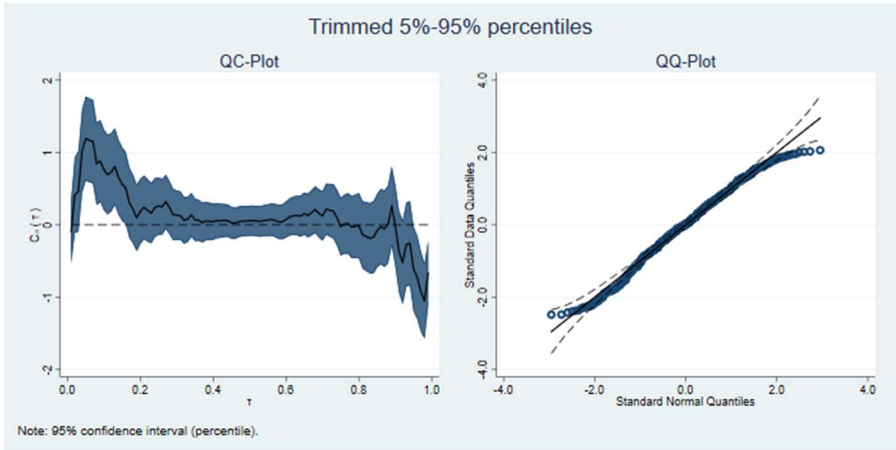 Trimmed 5%-95% percentiles
QC-Plot
2
1
0
-1
-2
0.0 0.2 0.4 0.6 0.8 1.0
τ
QQ-Plot
Standard Data Quantiles
4.0
2.0
0.0
-2.0
-4.0
-4.0 -2.0 0.0 2.0 4.0
Standard Normal Quantiles
Note: 95% confidence interval (percentile).